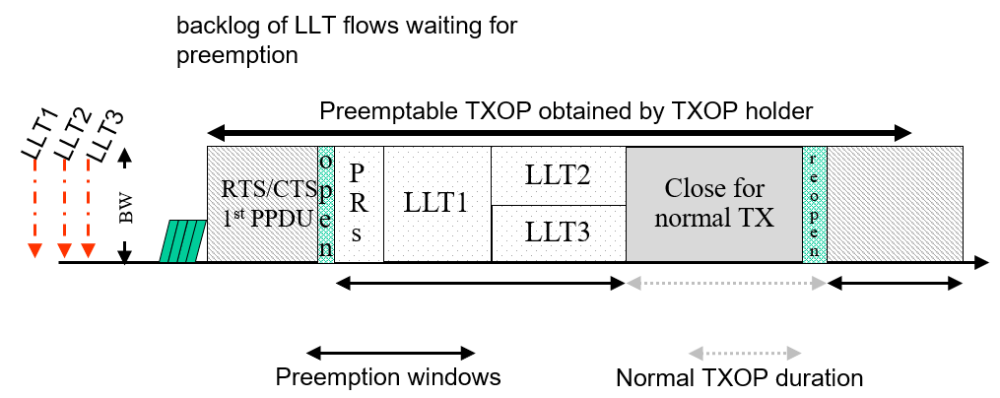 backlog of LLT flows waiting for
preemption
Preemptable TXOP obtained by TXOP holder
LLT1
LLT2
LLT3
BW
RTS/CTS
1st PPDU
open
PRs
LLT1
LLT2
LLT3
Close for
normal TX
reopen
Preemption windows
Normal TXOP duration